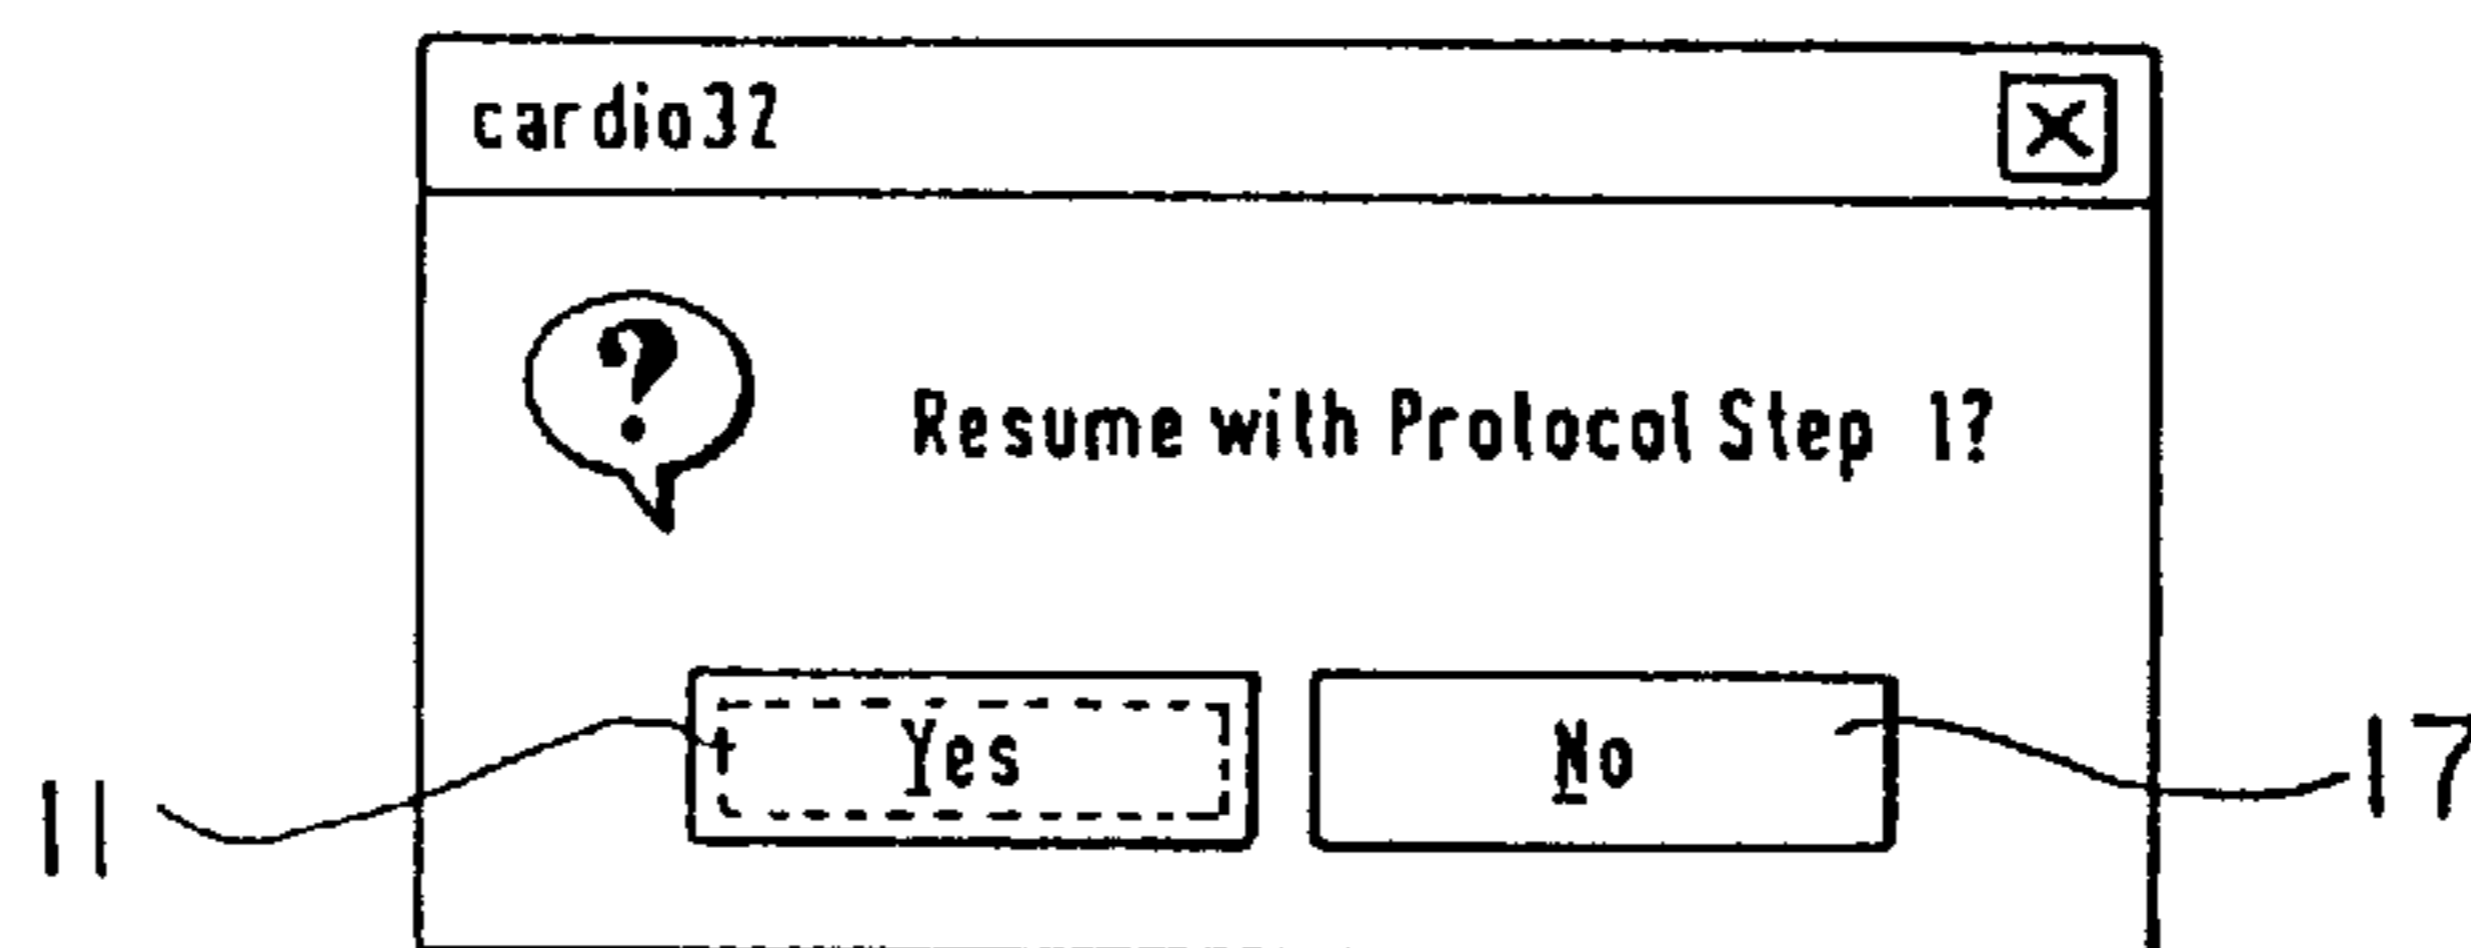 cardio32
Resume with Protocol Step 1?
Yes No
11
17